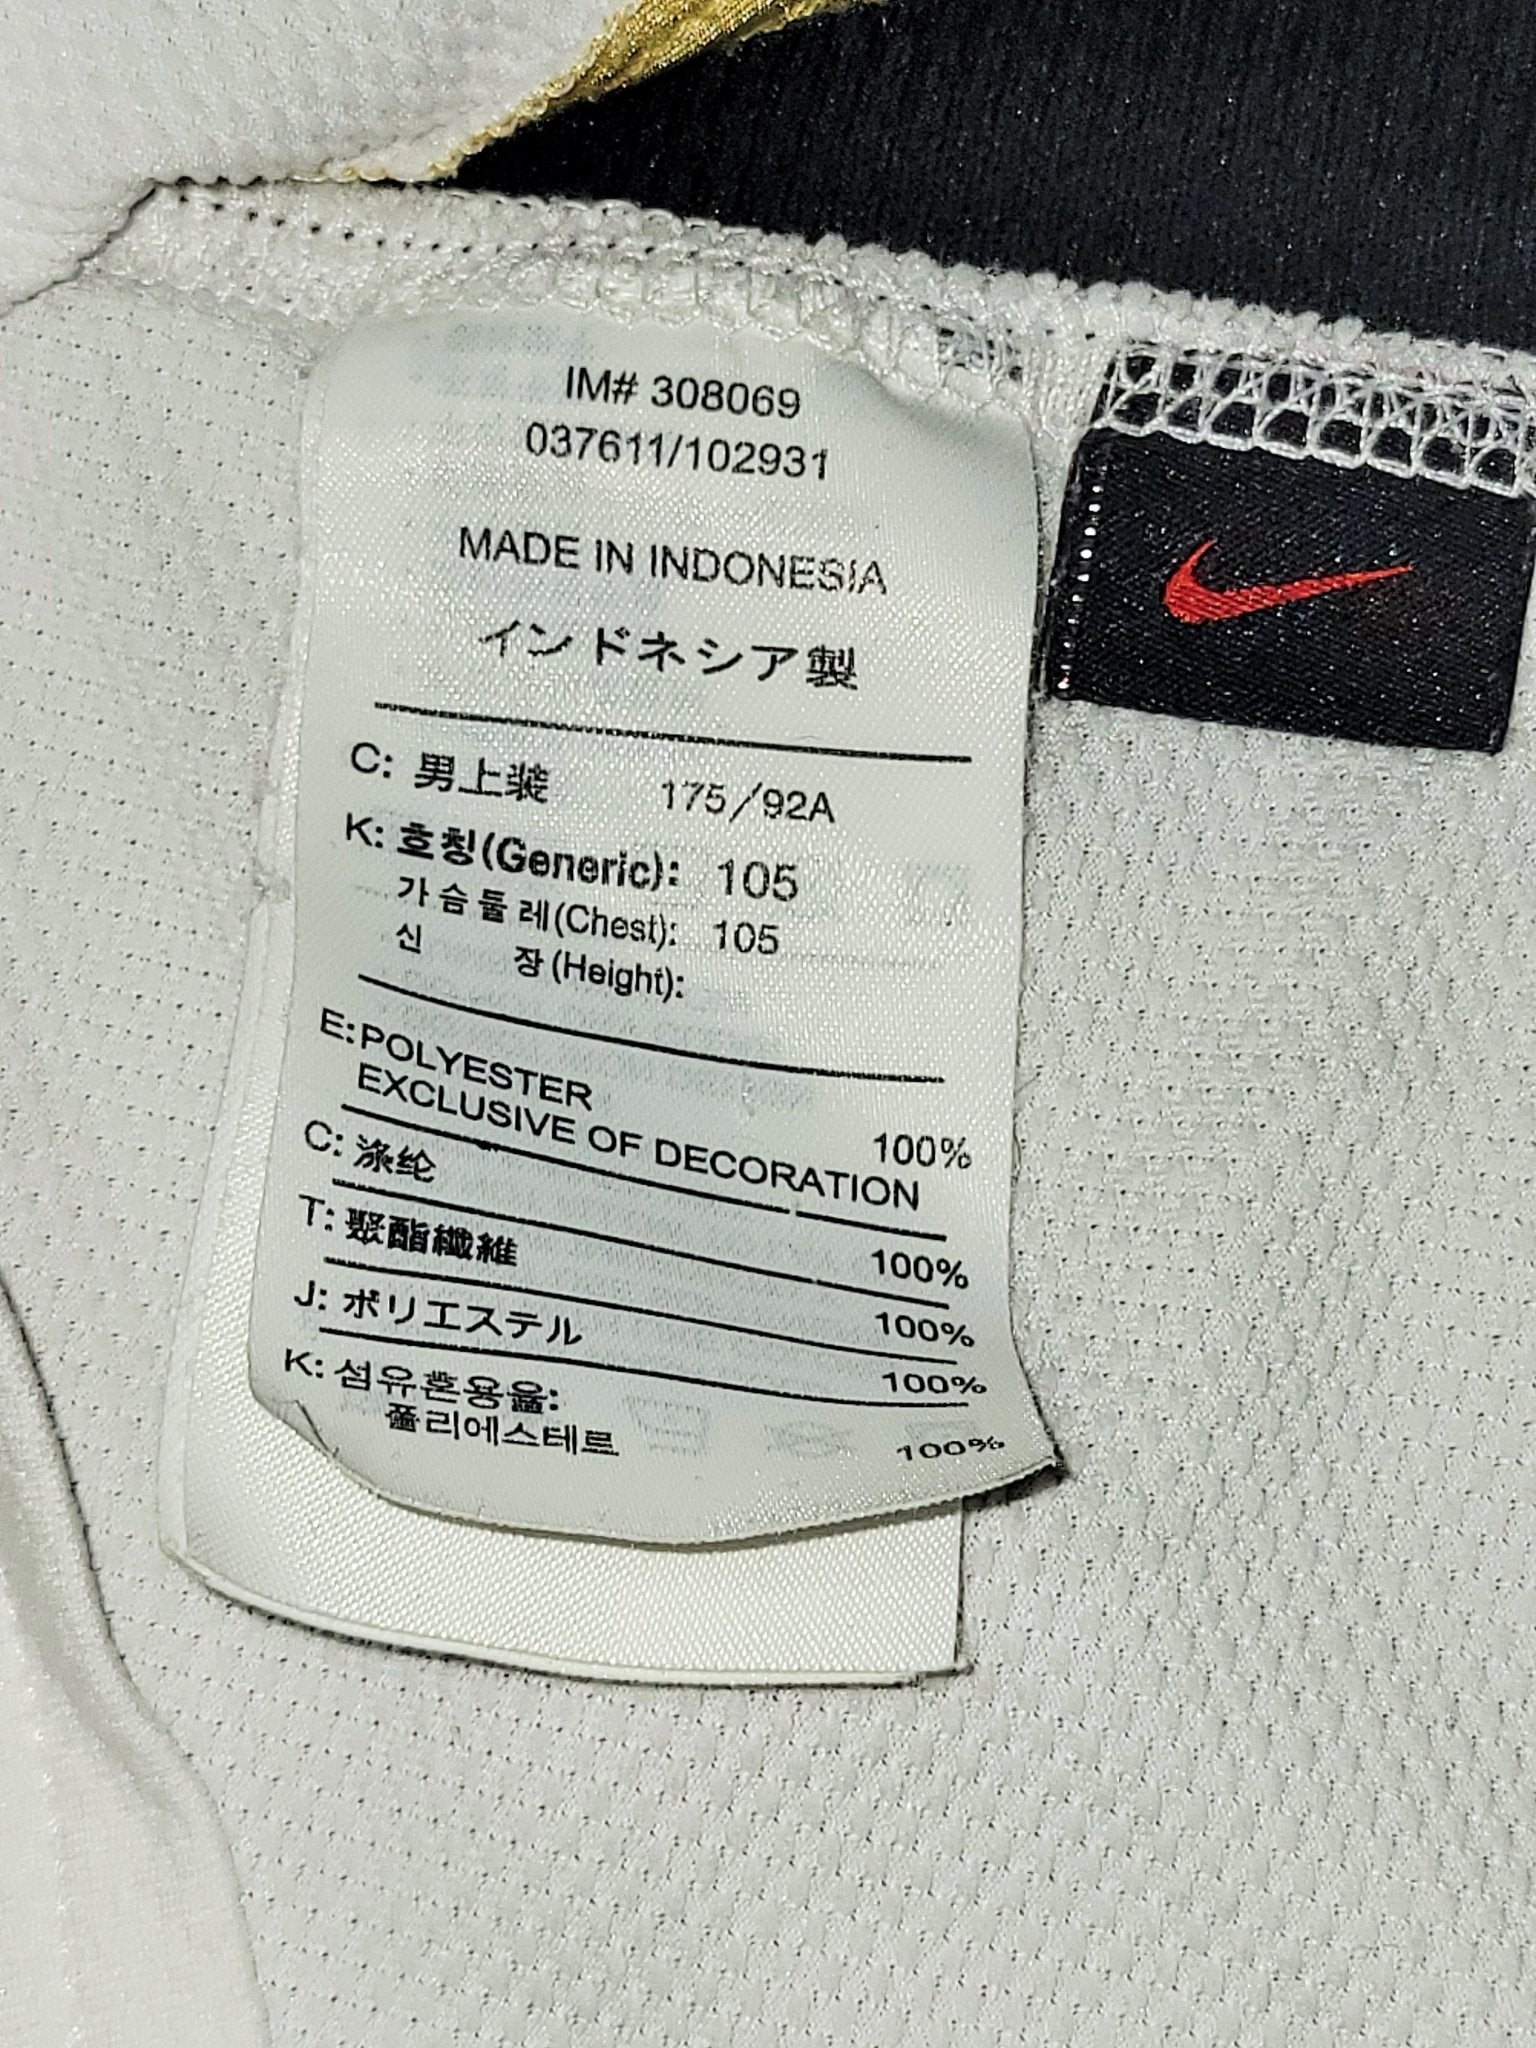 IM# 308069
037611/102931
MADE IN INDONESIA
インドネシア製
C: 男上装 175/92A
K: 호칭(Generic): 105
가슴둘레(Chest): 105
신 장(Height):
E: POLYESTER 100%
EXCLUSIVE OF DECORATION
C: 涤纶 100%
T: 聚酯纖維 100%
J: ポリエステル 100%
K: 섬유혼용율:
폴리에스테르 100%